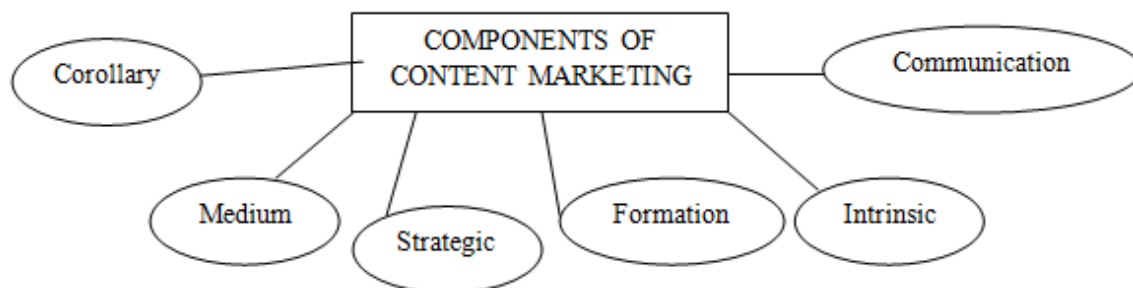 COMPONENTS OF
CONTENT MARKETING
Corollary
Communication
Medium
Strategic
Formation
Intrinsic